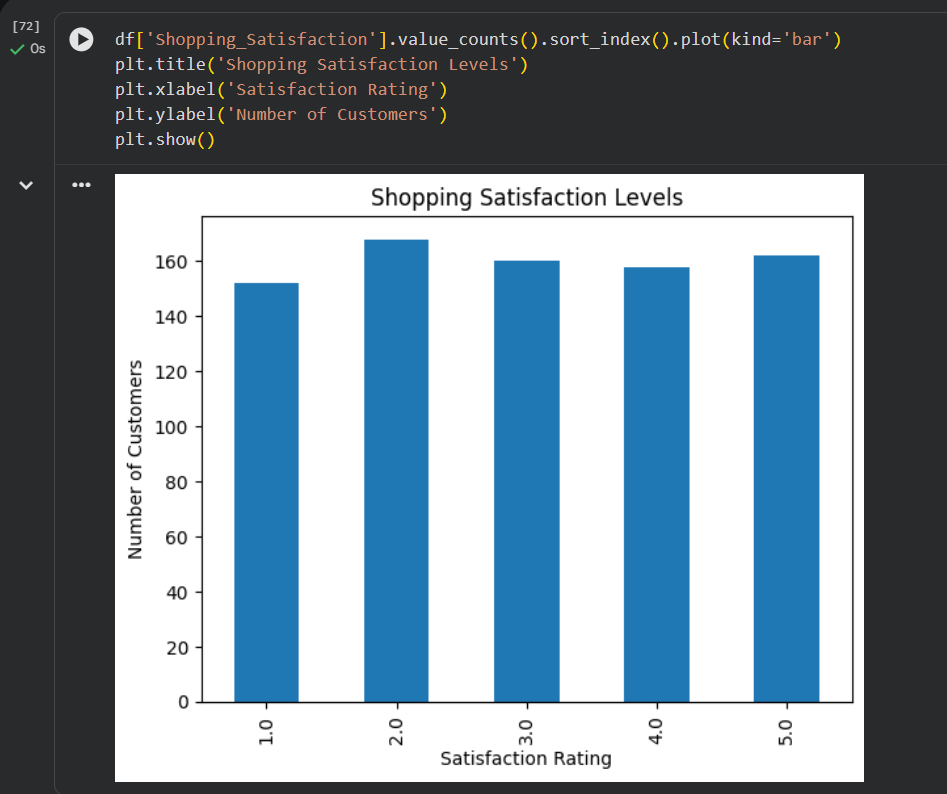 [72]
0s
df['Shopping_Satisfaction'].value_counts().sort_index().plot(kind='bar')
plt.title('Shopping Satisfaction Levels')
plt.xlabel('Satisfaction Rating')
plt.ylabel('Number of Customers')
plt.show()
Shopping Satisfaction Levels
Number of Customers
160
140
120
100
80
60
40
20
0
1.0 2.0 3.0 4.0 5.0
Satisfaction Rating